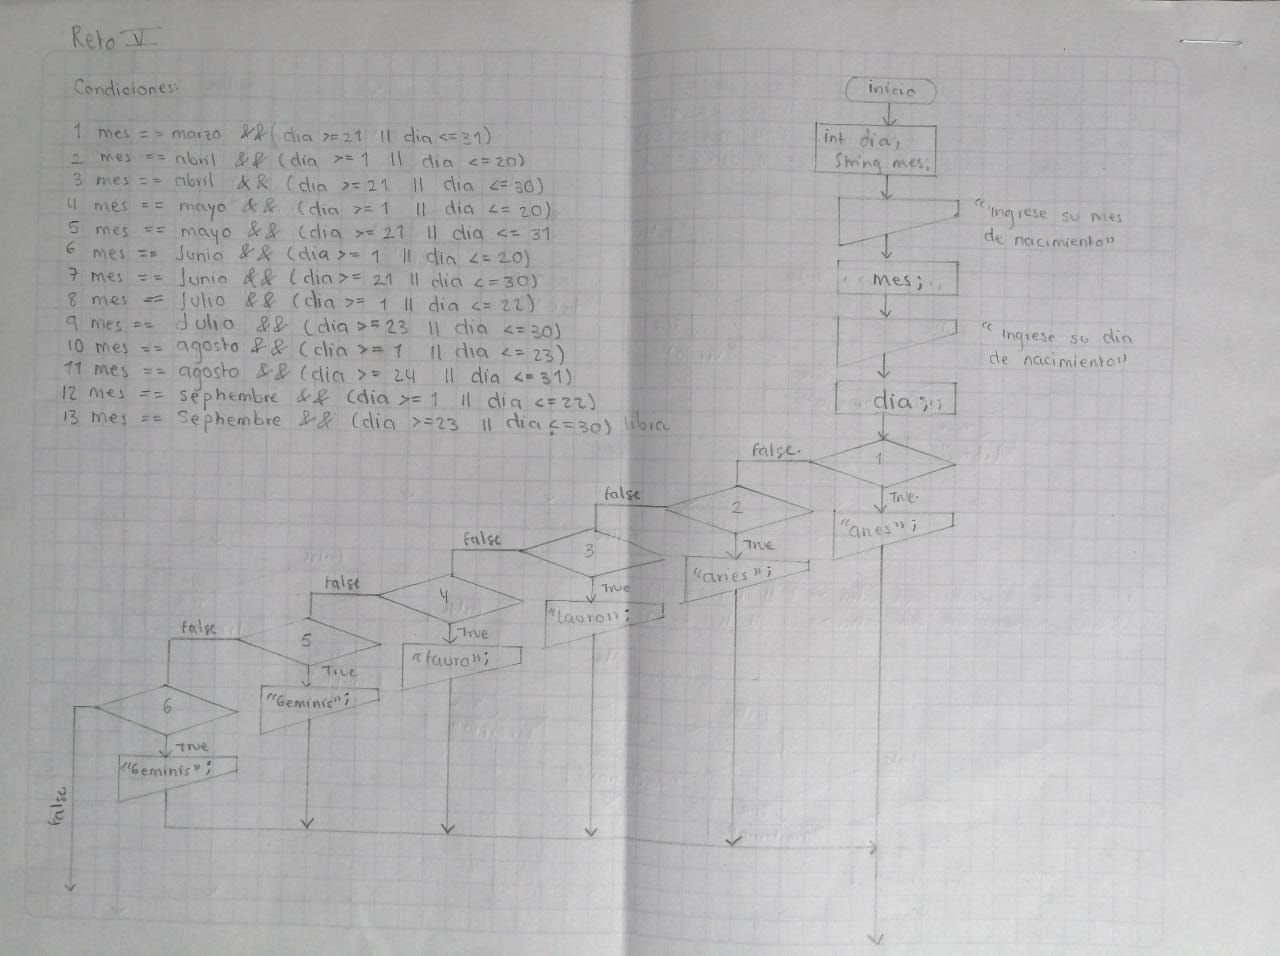 Reto V
Condiciones:
1 mes == marzo && (dia >=21 || dia <=31)
2 mes == abril && (dia >= 1 || dia <=20)
3 mes == abril && (dia >= 21 || dia <=30)
4 mes == mayo && (dia >= 1 || dia <= 20)
5 mes == mayo && (dia >= 21 || dia <= 31
6 mes == Junio && (dia >= 1 || dia <= 20)
7 mes == Junio && (dia >= 21 || dia <=30)
8 mes == Julio && (dia >= 1 || dia <= 22)
9 mes == Julio && (dia >=23 || dia <=30)
10 mes == agosto && (dia >= 1 || dia <= 23)
11 mes == agosto && (dia >= 24 || dia <=31)
12 mes == septiembre && (dia >= 1 || dia <=22)
13 mes == Septiembre && (dia >=23 || dia <=30) libra
inicio
int dia;
String mes;
"Ingrese su mes
de nacimiento"
mes;
"Ingrese su dia
de nacimiento"
dia;
1
False.
True.
"aries";
2
False
True
"aries";
3
False
True
"tauro";
4
False
True
"tauro";
5
False
True
"Geminis";
6
False
True
"Geminis";